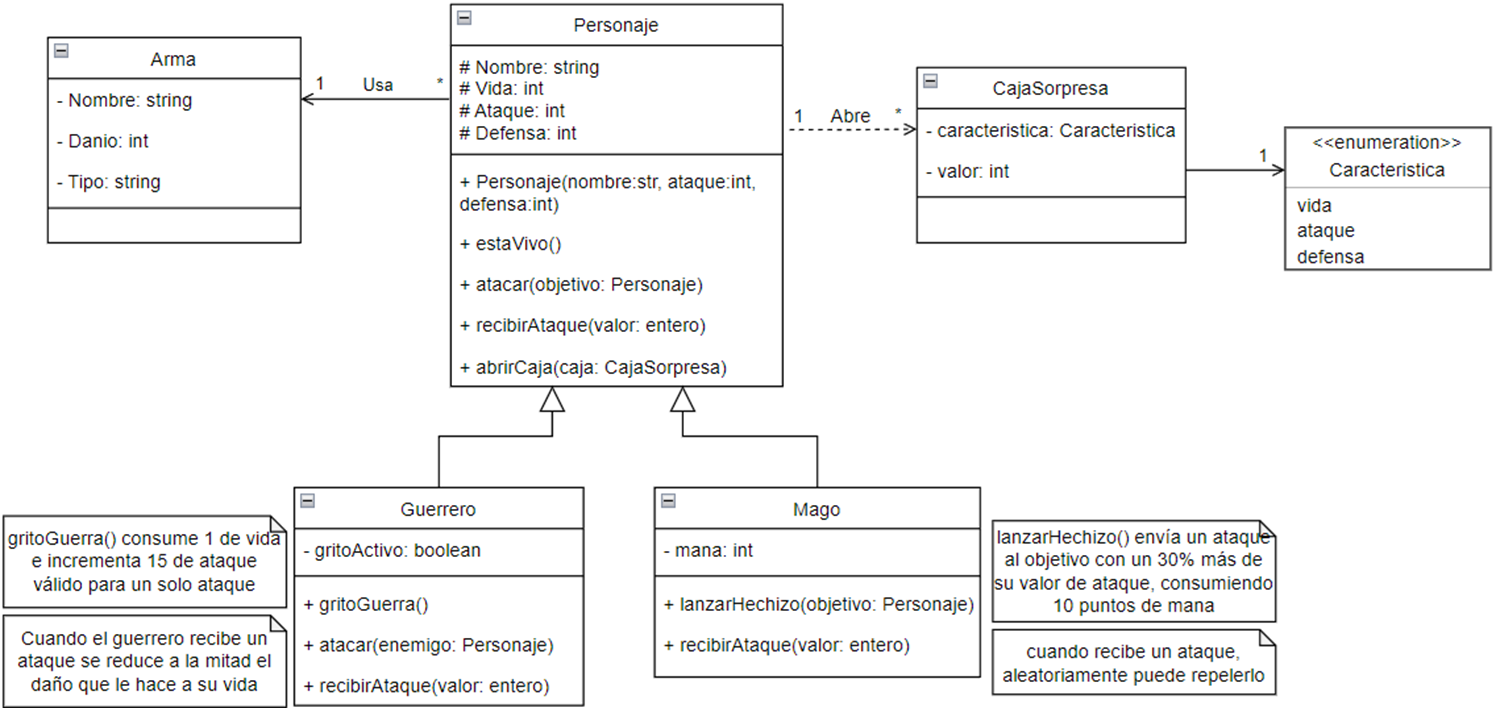 Arma
- Nombre: string
- Danio: int
- Tipo: string
1 Usa *
Personaje
# Nombre: string
# Vida: int
# Ataque: int
# Defensa: int
+ Personaje(nombre:str, ataque:int,
defensa:int)
+ estaVivo()
+ atacar(objetivo: Personaje)
+ recibirAtaque(valor: entero)
+ abrirCaja(caja: CajaSorpresa)
1 Abre *
CajaSorpresa
- caracteristica: Caracteristica
- valor: int
1
<<enumeration>>
Caracteristica
vida
ataque
defensa
gritoGuerra() consume 1 de vida
e incrementa 15 de ataque
válido para un solo ataque
Cuando el guerrero recibe un
ataque se reduce a la mitad el
daño que le hace a su vida
Guerrero
- gritoActivo: boolean
+ gritoGuerra()
+ atacar(enemigo: Personaje)
+ recibirAtaque(valor: entero)
Mago
- mana: int
+ lanzarHechizo(objetivo: Personaje)
+ recibirAtaque(valor: entero)
lanzarHechizo() envía un ataque
al objetivo con un 30% más de
su valor de ataque, consumiendo
10 puntos de mana
cuando recibe un ataque,
aleatoriamente puede repelerlo